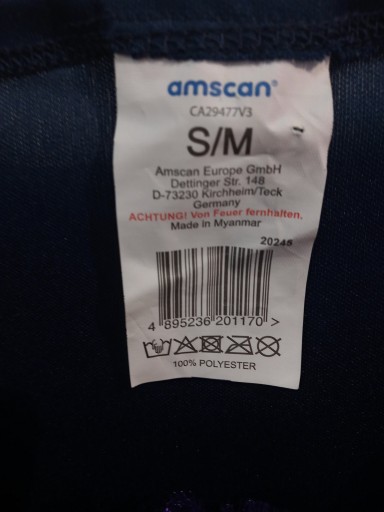 amscan®
CA29477V3
S/M
Amscan Europe GmbH
Dettinger Str. 148
D-73230 Kirchheim/Teck
Germany
ACHTUNG! Von Feuer fernhalten.
Made in Myanmar
20245
4 895236 201170 >
100% POLYESTER